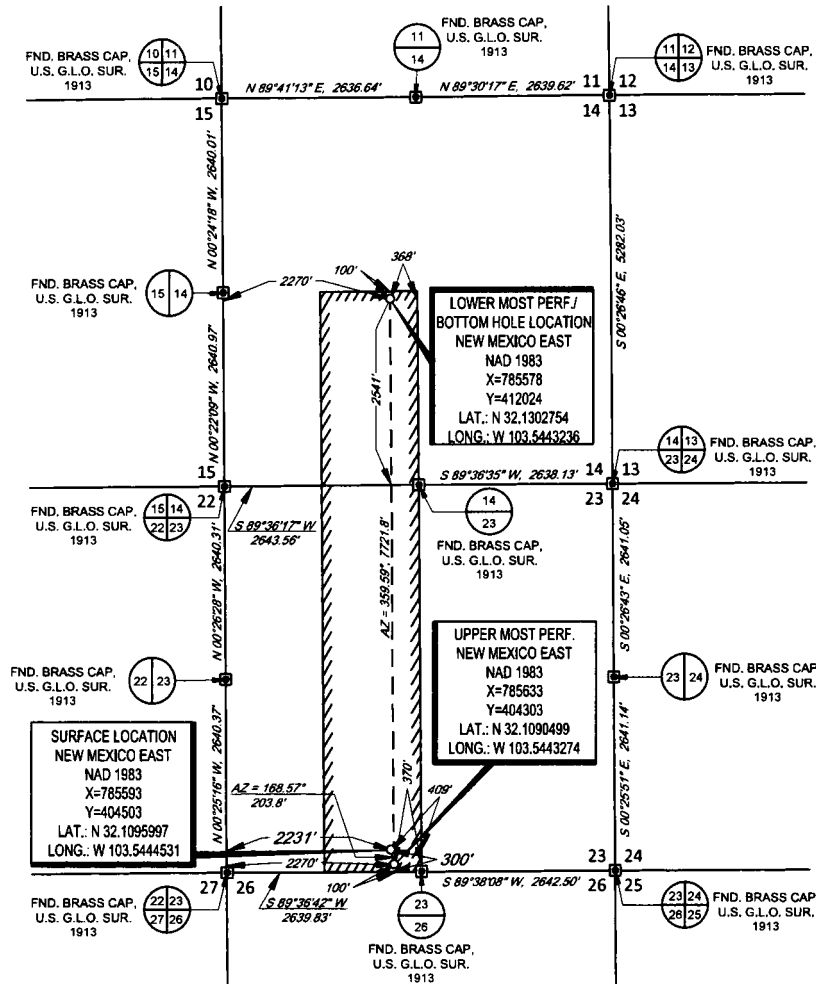 FND. BRASS CAP,
U.S. G.L.O. SUR.
1913
10 11
15 14
11
14
FND. BRASS CAP,
U.S. G.L.O. SUR.
1913
11 12
14 13
FND. BRASS CAP,
U.S. G.L.O. SUR.
1913
10
15
N 89°41'13" E, 2636.64'
N 89°30'17" E, 2639.62'
11 12
14 13
N 00°24'18" W, 2640.01'
S 00°26'46" E, 5282.03'
FND. BRASS CAP,
U.S. G.L.O. SUR.
1913
15 14
2270'
100'
368'
LOWER MOST PERF./
BOTTOM HOLE LOCATION
NEW MEXICO EAST
NAD 1983
X=785578
Y=412024
LAT.: N 32.1302754
LONG.: W 103.5443236
2541'
N 00°22'09" W, 2640.97'
15
22
S 89°36'35" W, 2638.13'
14 13
23 24
14 13
23 24
FND. BRASS CAP,
U.S. G.L.O. SUR.
1913
FND. BRASS CAP,
U.S. G.L.O. SUR.
1913
15 14
22 23
S 89°36'17" W
2643.56'
14
23
FND. BRASS CAP,
U.S. G.L.O. SUR.
1913
N 00°26'28" W, 2640.31'
AZ = 359.59°, 7721.8'
S 00°26'43" E, 2641.05'
UPPER MOST PERF.
NEW MEXICO EAST
NAD 1983
X=785633
Y=404303
LAT.: N 32.1090499
LONG.: W 103.5443274
FND. BRASS CAP,
U.S. G.L.O. SUR.
1913
22 23
23 24
FND. BRASS CAP,
U.S. G.L.O. SUR.
1913
SURFACE LOCATION
NEW MEXICO EAST
NAD 1983
X=785593
Y=404503
LAT.: N 32.1095997
LONG.: W 103.5444531
N 00°25'16" W, 2640.37'
AZ = 168.57°
203.8'
370'
409'
S 00°25'51" E, 2641.14'
2231'
2270'
300'
100'
27 26
S 89°36'42" W
2639.83'
S 89°38'08" W, 2642.50'
23 24
26 25
FND. BRASS CAP,
U.S. G.L.O. SUR.
1913
22 23
27 26
23
26
FND. BRASS CAP,
U.S. G.L.O. SUR.
1913
23 24
26 25
FND. BRASS CAP,
U.S. G.L.O. SUR.
1913